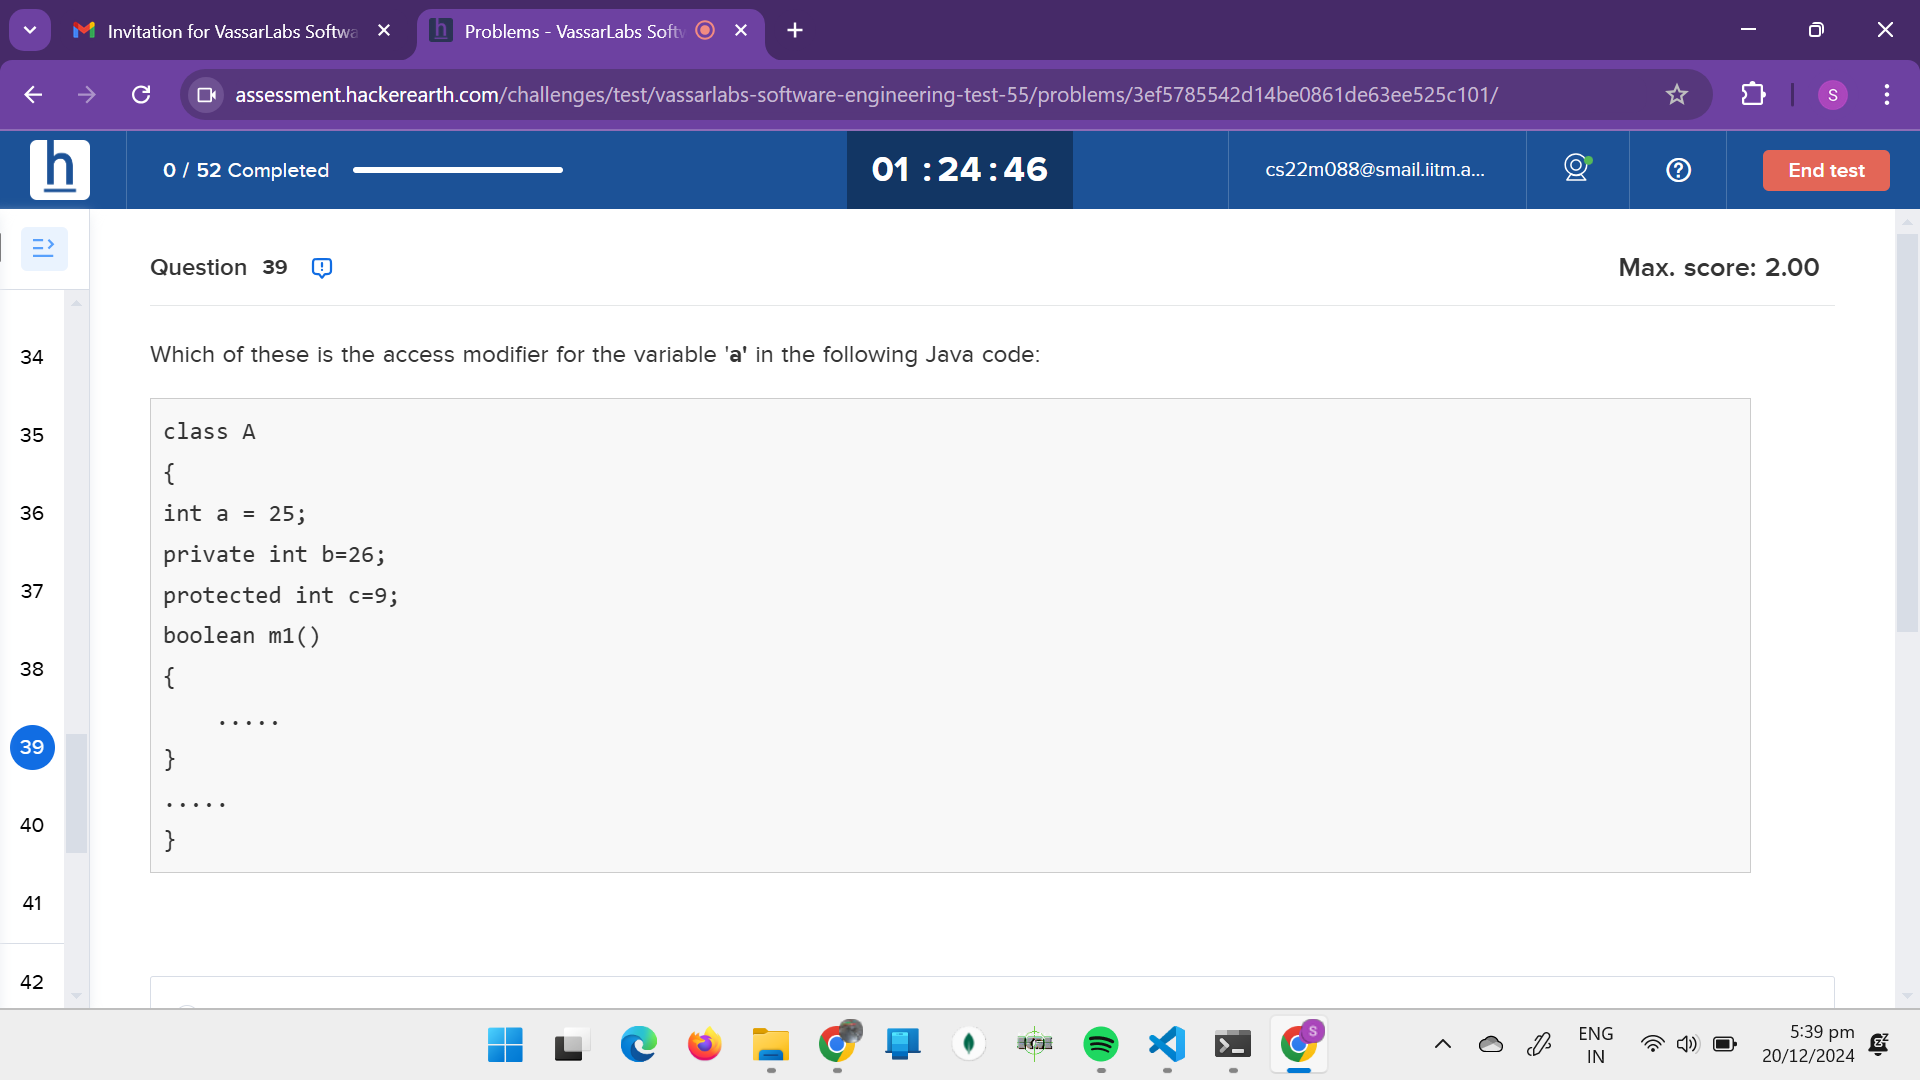 Invitation for VassarLabs Softwa
Problems - VassarLabs Softv
assessment.hackerearth.com/challenges/test/vassarlabs-software-engineering-test-55/problems/3ef5785542d14be0861de63ee525c101/
S
h
0 / 52 Completed
01 : 24 : 46
cs22m088@smail.iitm.a...
End test
Question 39
Max. score: 2.00
34
35
36
37
38
39
40
41
42
Which of these is the access modifier for the variable 'a' in the following Java code:
class A
{
int a = 25;
private int b=26;
protected int c=9;
boolean m1()
{
.....
}
.....
}
S
ENG
IN
5:39 pm
20/12/2024